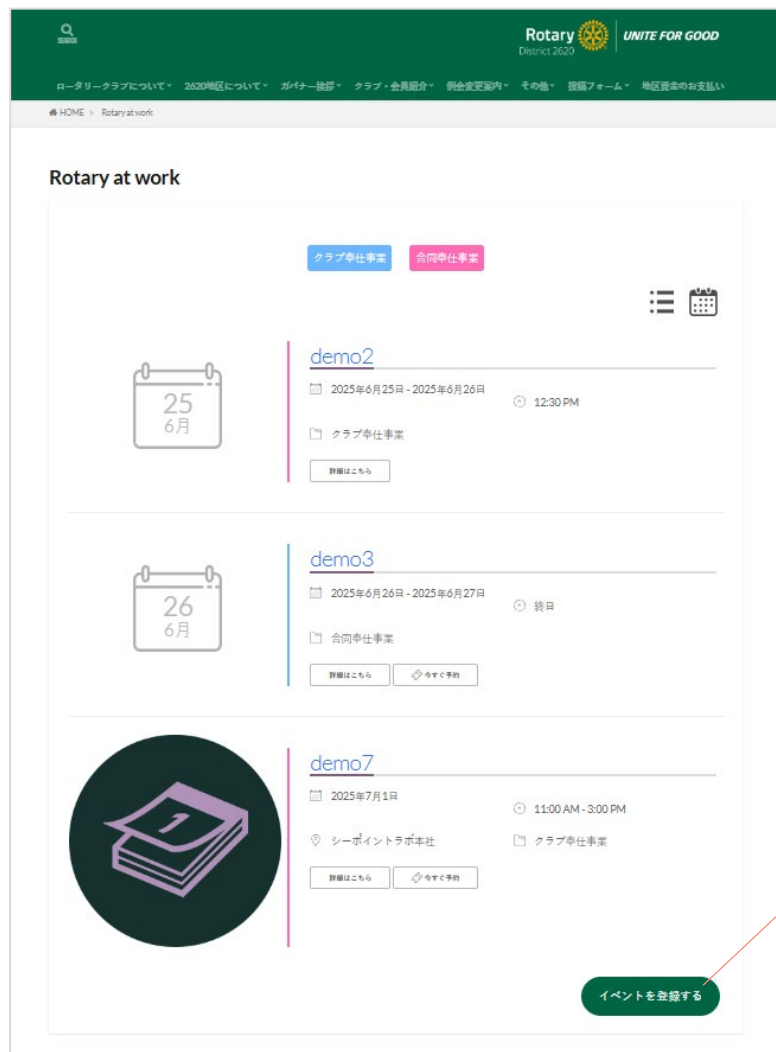 Rotary
District 2620
UNITE FOR GOOD
ロータリークラブについて 2620地区について ガバナー挨拶 クラブ・会員紹介 例会変更案内 その他 投稿フォーム 地区資金のお支払い
HOME > Rotary at work
Rotary at work
クラブ奉仕事業 合同奉仕事業
demo2
25
6月
2025年6月25日 - 2025年6月26日
12:30 PM
クラブ奉仕事業
詳細はこちら
demo3
26
6月
2025年6月26日 - 2025年6月27日
終日
合同奉仕事業
詳細はこちら 今すぐ予約
demo7
1
2025年7月1日
11:00 AM - 3:00 PM
シーポイントラボ本社 クラブ奉仕事業
詳細はこちら 今すぐ予約
イベントを登録する